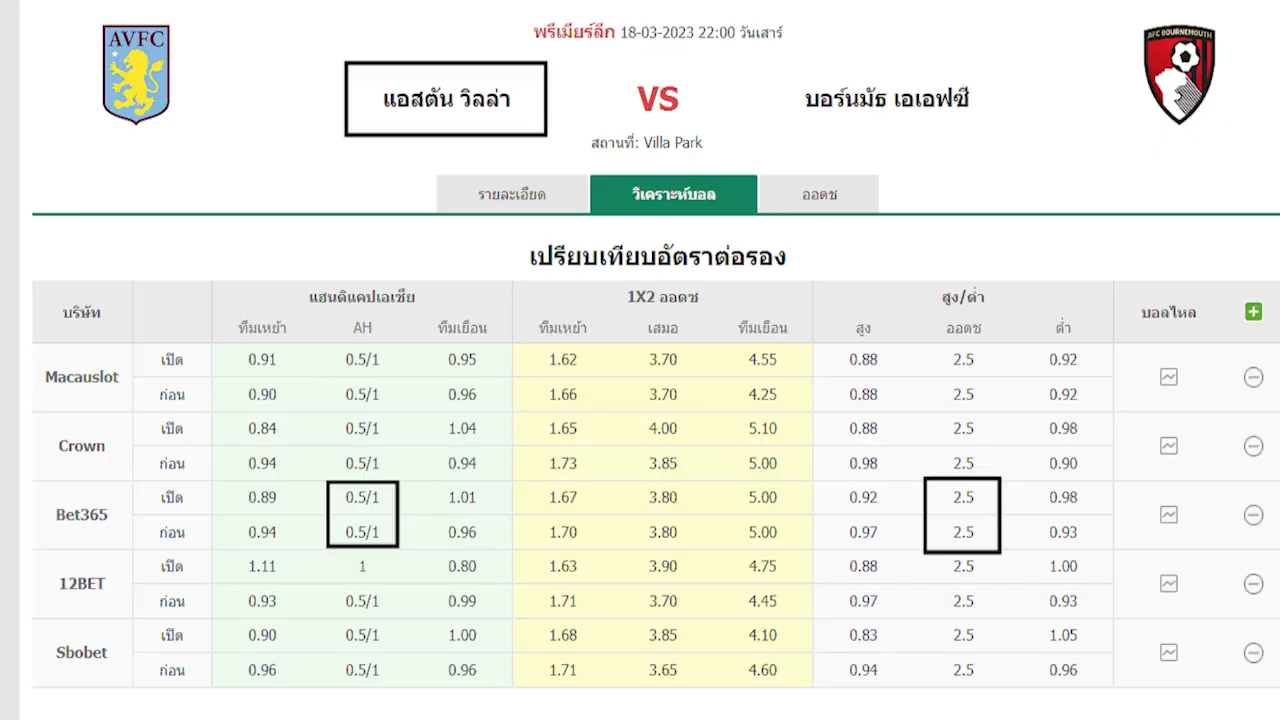 AVFC
AFC BOURNEMOUTH
พรีเมียร์ลีก 18-03-2023 22:00 วันเสาร์
แอสตัน วิลล่า VS บอร์นมัธ เอเอฟซี
สถานที่: Villa Park
รายละเอียด วิเคราะห์บอล ออดซ
เปรียบเทียบอัตราต่อรอง
บริษัท แฮนดิแคปเอเชีย 1X2 ออดซ สูง/ต่ำ บอลไหล
ทีมเหย้า AH ทีมเยือน ทีมเหย้า เสมอ ทีมเยือน สูง ออดซ ต่ำ
Macauslot
เปิด 0.91 0.5/1 0.95 1.62 3.70 4.55 0.88 2.5 0.92
ก่อน 0.90 0.5/1 0.96 1.66 3.70 4.25 0.88 2.5 0.92
Crown
เปิด 0.84 0.5/1 1.04 1.65 4.00 5.10 0.88 2.5 0.98
ก่อน 0.94 0.5/1 0.94 1.73 3.85 5.00 0.98 2.5 0.90
Bet365
เปิด 0.89 0.5/1 1.01 1.67 3.80 5.00 0.92 2.5 0.98
ก่อน 0.94 0.5/1 0.96 1.70 3.80 5.00 0.97 2.5 0.93
12BET
เปิด 1.11 1 0.80 1.63 3.90 4.75 0.88 2.5 1.00
ก่อน 0.93 0.5/1 0.99 1.71 3.70 4.45 0.97 2.5 0.93
Sbobet
เปิด 0.90 0.5/1 1.00 1.68 3.85 4.10 0.83 2.5 1.05
ก่อน 0.96 0.5/1 0.96 1.71 3.65 4.60 0.94 2.5 0.96